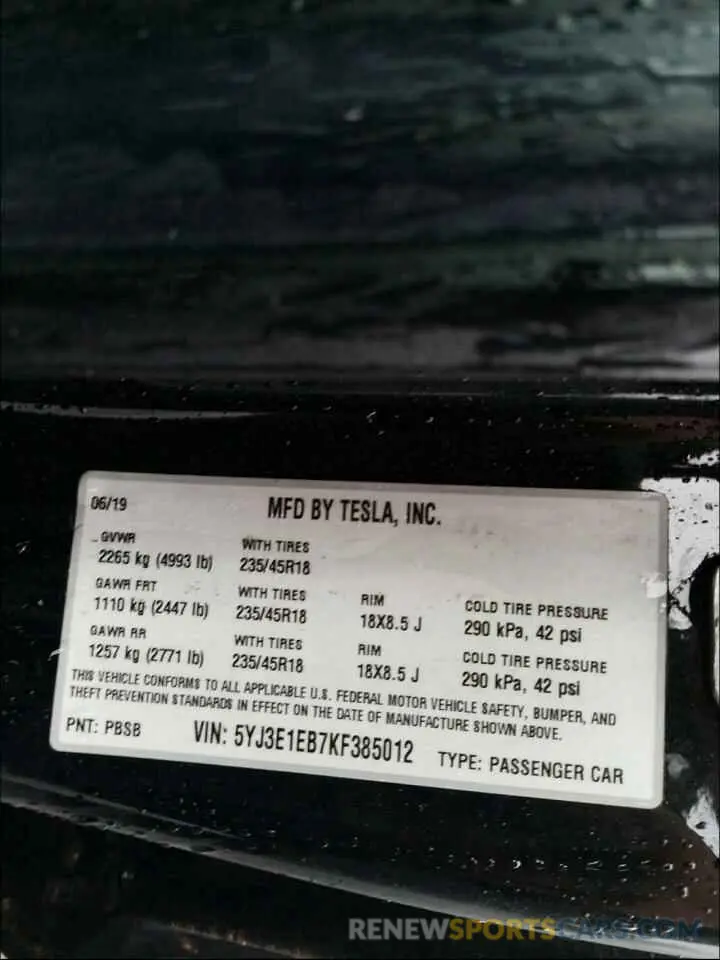 06/19 MFD BY TESLA, INC.
GVWR WITH TIRES
2265 kg (4993 lb) 235/45R18
GAWR FRT WITH TIRES RIM COLD TIRE PRESSURE
1110 kg (2447 lb) 235/45R18 18X8.5 J 290 kPa, 42 psi
GAWR RR WITH TIRES RIM COLD TIRE PRESSURE
1257 kg (2771 lb) 235/45R18 18X8.5 J 290 kPa, 42 psi
THIS VEHICLE CONFORMS TO ALL APPLICABLE U.S. FEDERAL MOTOR VEHICLE SAFETY, BUMPER, AND
THEFT PREVENTION STANDARDS IN EFFECT ON THE DATE OF MANUFACTURE SHOWN ABOVE.
PNT: PBSB VIN: 5YJ3E1EB7KF385012 TYPE: PASSENGER CAR
RENEWSPORTSCARS.COM